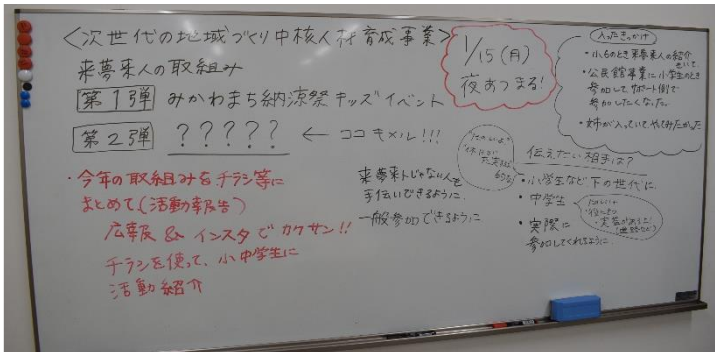 <次世代の地域づくり中核人材育成事業>
来夢来人の取組み
第1弾 みかわまち納涼祭キッズイベント
第2弾 ????? ← ココキメル!!!
・今年の取組みをチラシ等に
まとめて(活動報告)
広報 & インスタでカクサン!!
チラシを使って、小中学生に
活動紹介
1/15(月)
夜あつまる!
来夢来人じゃない人も
手伝いできるように
一般参加できるように
入ったきっかけ
・小6のとき来夢来人の紹介
・公民館事業に小学生のとき
参加してサポート側で
参加したくなった。
・姉が入っていてやってみたかった
伝えたい相手は?
・小学生など下の世代に
・中学生
・実際に
参加してくれるように